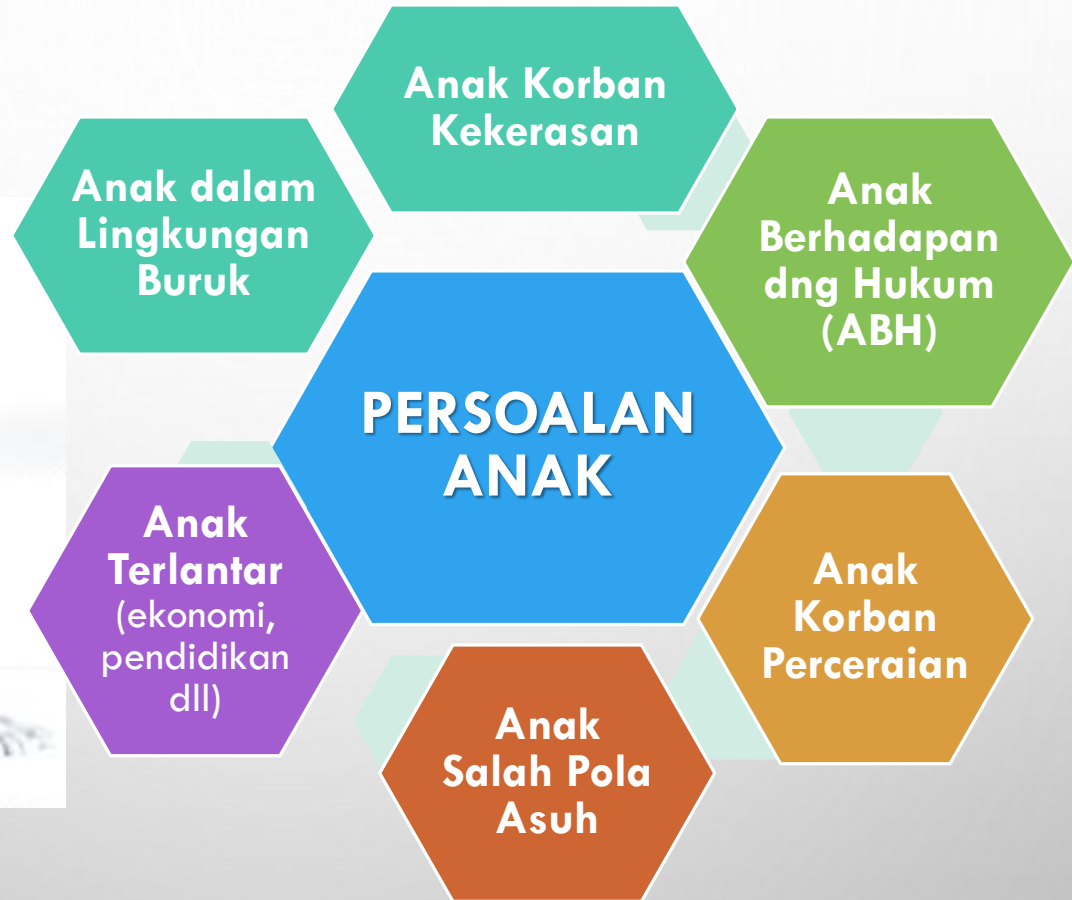 Anak Korban
Kekerasan
Anak dalam
Lingkungan
Buruk
Anak
Berhadapan
dng Hukum
(ABH)
PERSOALAN
ANAK
Anak
Terlantar
(ekonomi,
pendidikan
dll)
Anak
Korban
Perceraian
Anak
Salah Pola
Asuh